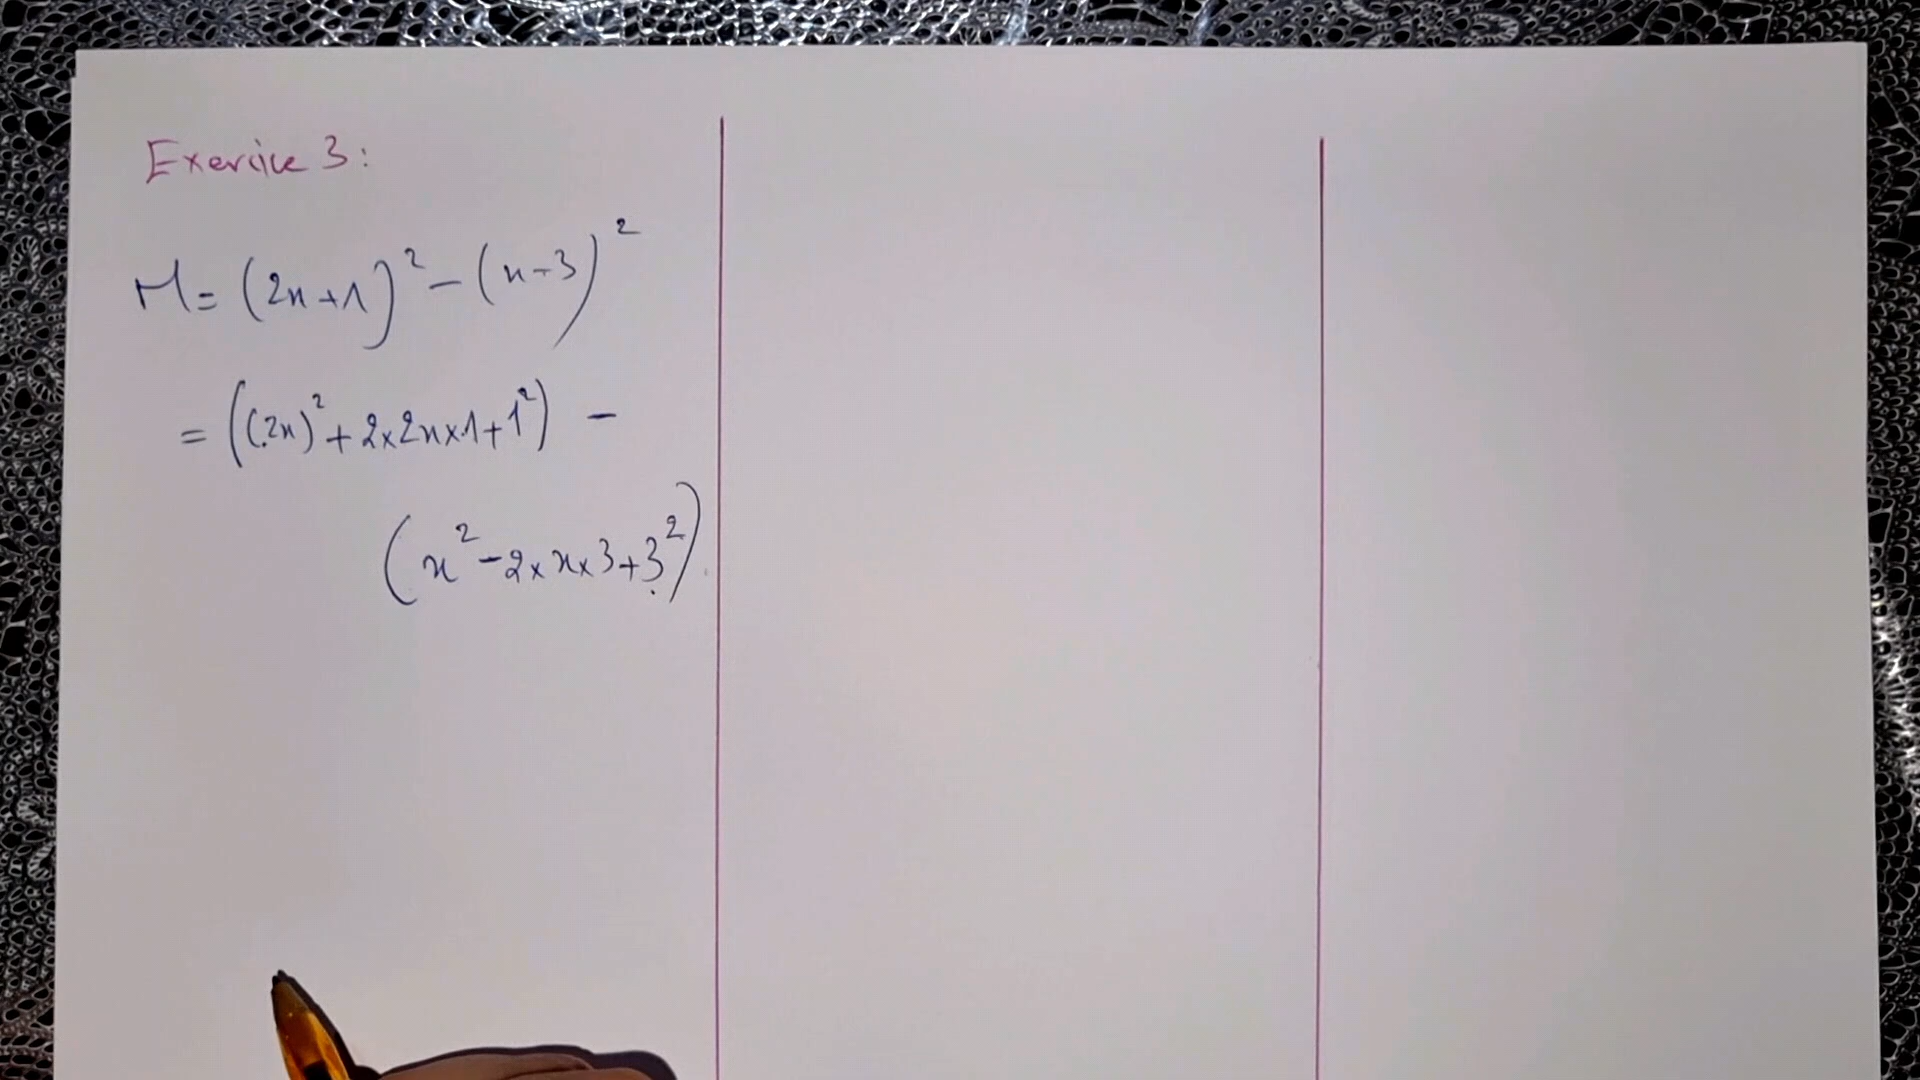 Exercice 3:
M = (2x+1)² - (x-3)²
= ((2x)² + 2×2x×1+1²) -
(x² - 2×x×3+3²)